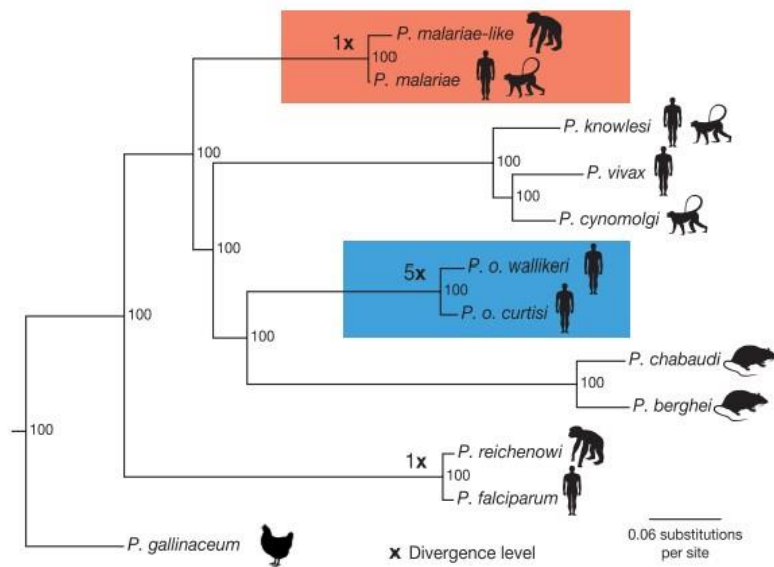 1x
P. malariae-like
100
P. malariae
P. knowlesi
100
100
P. vivax
100
P. cynomolgi
100
5x
P. o. wallikeri
100
P. o. curtisi
100
100
P. chabaudi
100
P. berghei
100
P. reichenowi
1x
100
P. falciparum
P. gallinaceum
x Divergence level
0.06 substitutions
per site